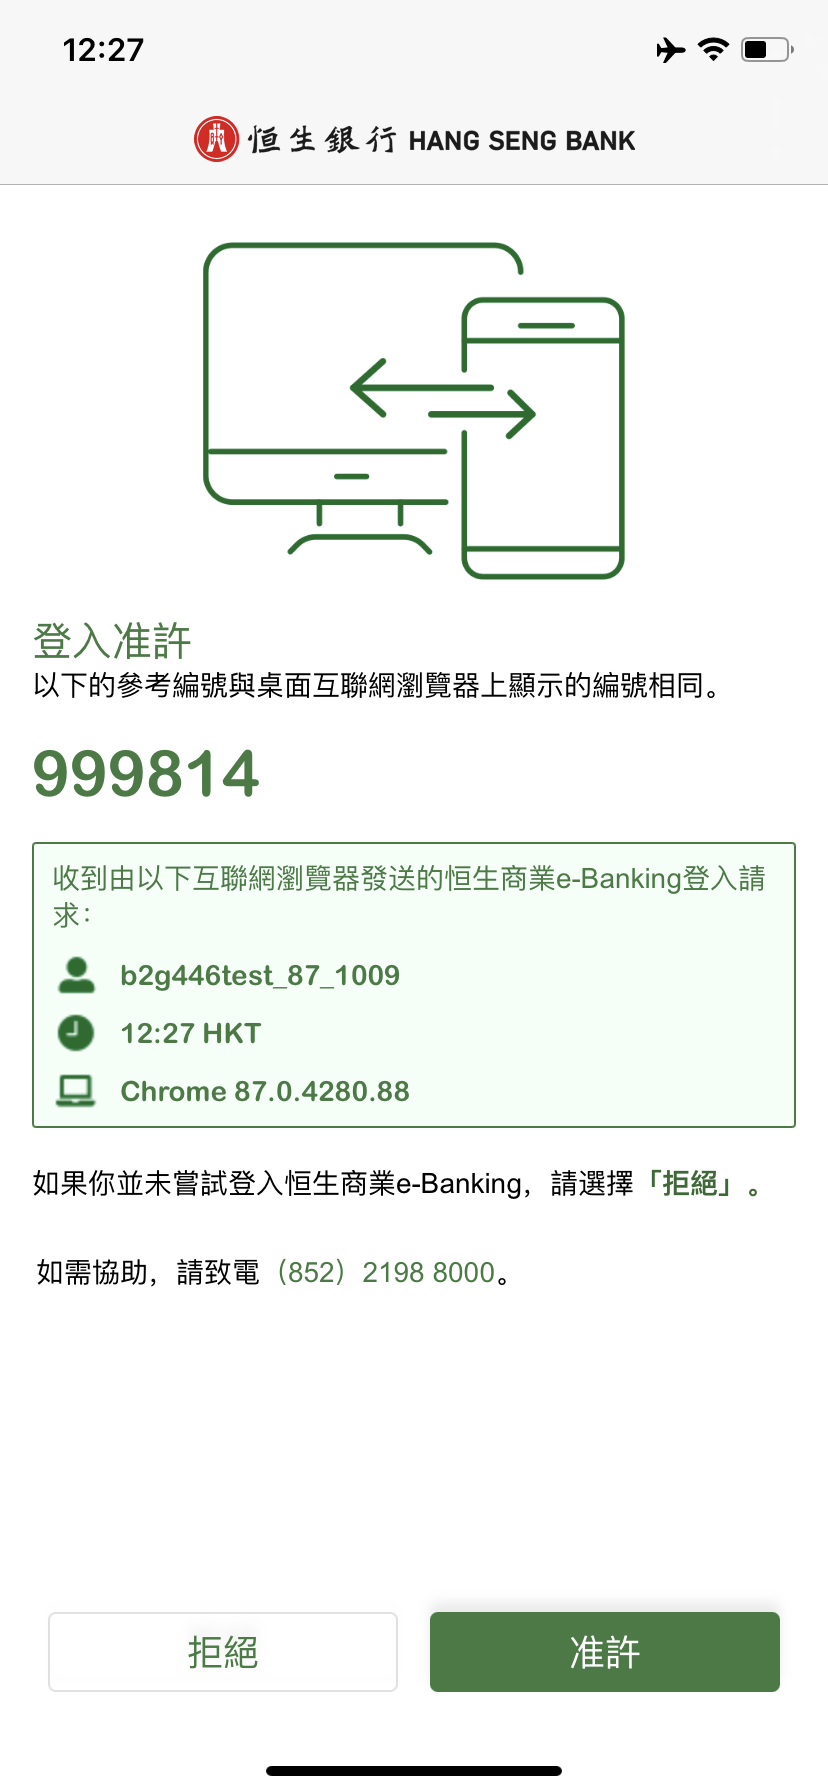 12:27
恒生銀行 HANG SENG BANK
登入准許
以下的參考編號與桌面互聯網瀏覽器上顯示的編號相同。
999814
收到由以下互聯網瀏覽器發送的恒生商業e-Banking登入請
求：
b2g446test_87_1009
12:27 HKT
Chrome 87.0.4280.88
如果你並未嘗試登入恒生商業e-Banking，請選擇「拒絕」。
如需協助，請致電（852）2198 8000。
拒絕
准許